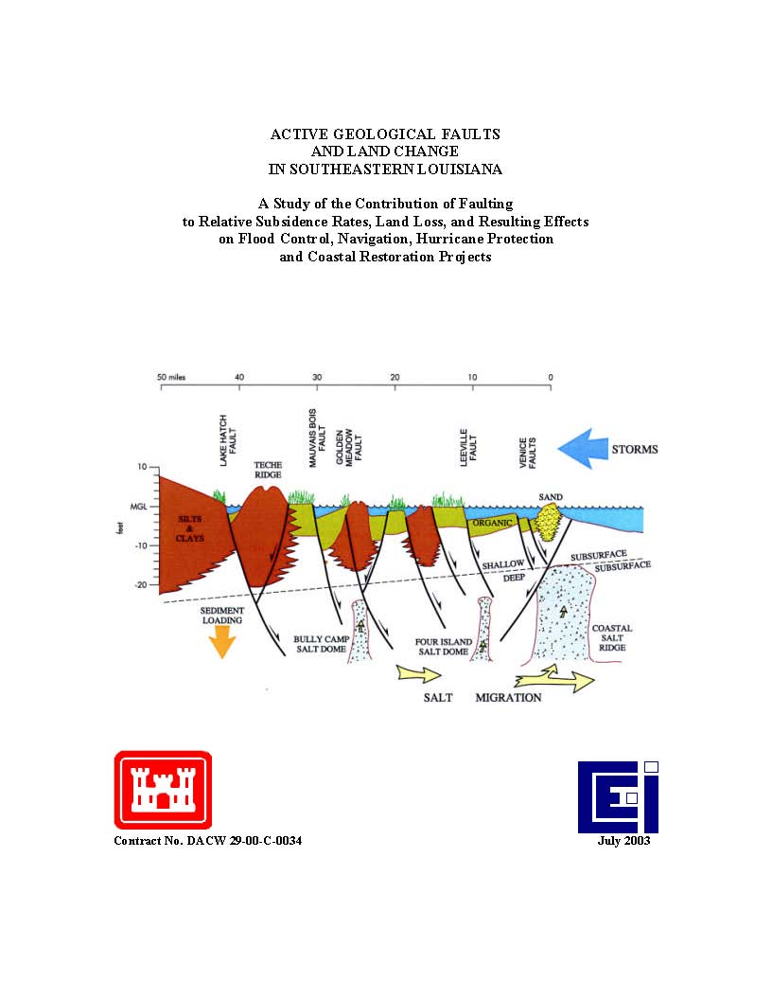 ACTIVE GEOLOGICAL FAULTS
AND LAND CHANGE
IN SOUTHEASTERN LOUISIANA
A Study of the Contribution of Faulting
to Relative Subsidence Rates, Land Loss, and Resulting Effects
on Flood Control, Navigation, Hurricane Protection
and Coastal Restoration Projects
50 miles 40 30 20 10 0
LAKE HATCH
FAULT
MAUVAIS BOIS
FAULT
GOLDEN
MEADOW
FAULT
LEEVILLE
FAULT
VENICE
FAULTS
STORMS
TECHE
RIDGE
SAND
10
MGL
-10
-20
feet
SILTS
&
CLAYS
ORGANIC
SHALLOW SUBSURFACE
DEEP SUBSURFACE
SEDIMENT
LOADING
BULLY CAMP
SALT DOME
FOUR ISLAND
SALT DOME
COASTAL
SALT
RIDGE
SALT MIGRATION
Contract No. DACW 29-00-C-0034
July 2003